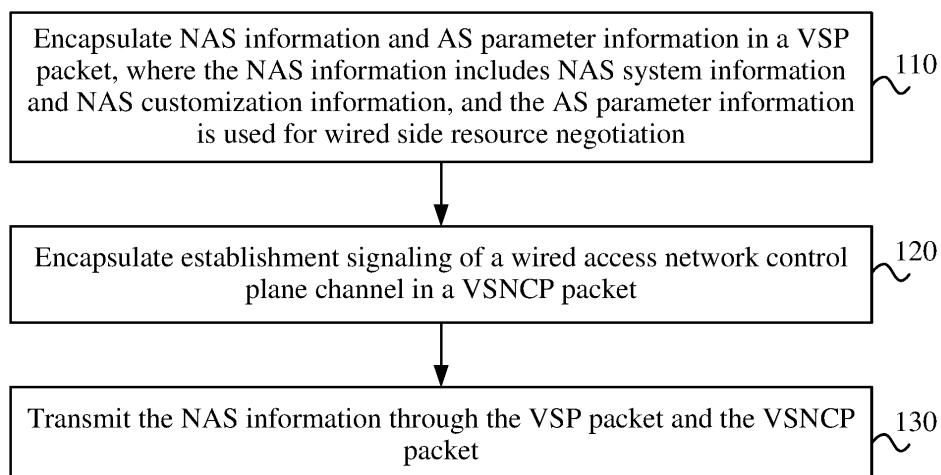 Encapsulate NAS information and AS parameter information in a VSP
packet, where the NAS information includes NAS system information
and NAS customization information, and the AS parameter information
is used for wired side resource negotiation
110
Encapsulate establishment signaling of a wired access network control
plane channel in a VSNCP packet
120
Transmit the NAS information through the VSP packet and the VSNCP
packet
130